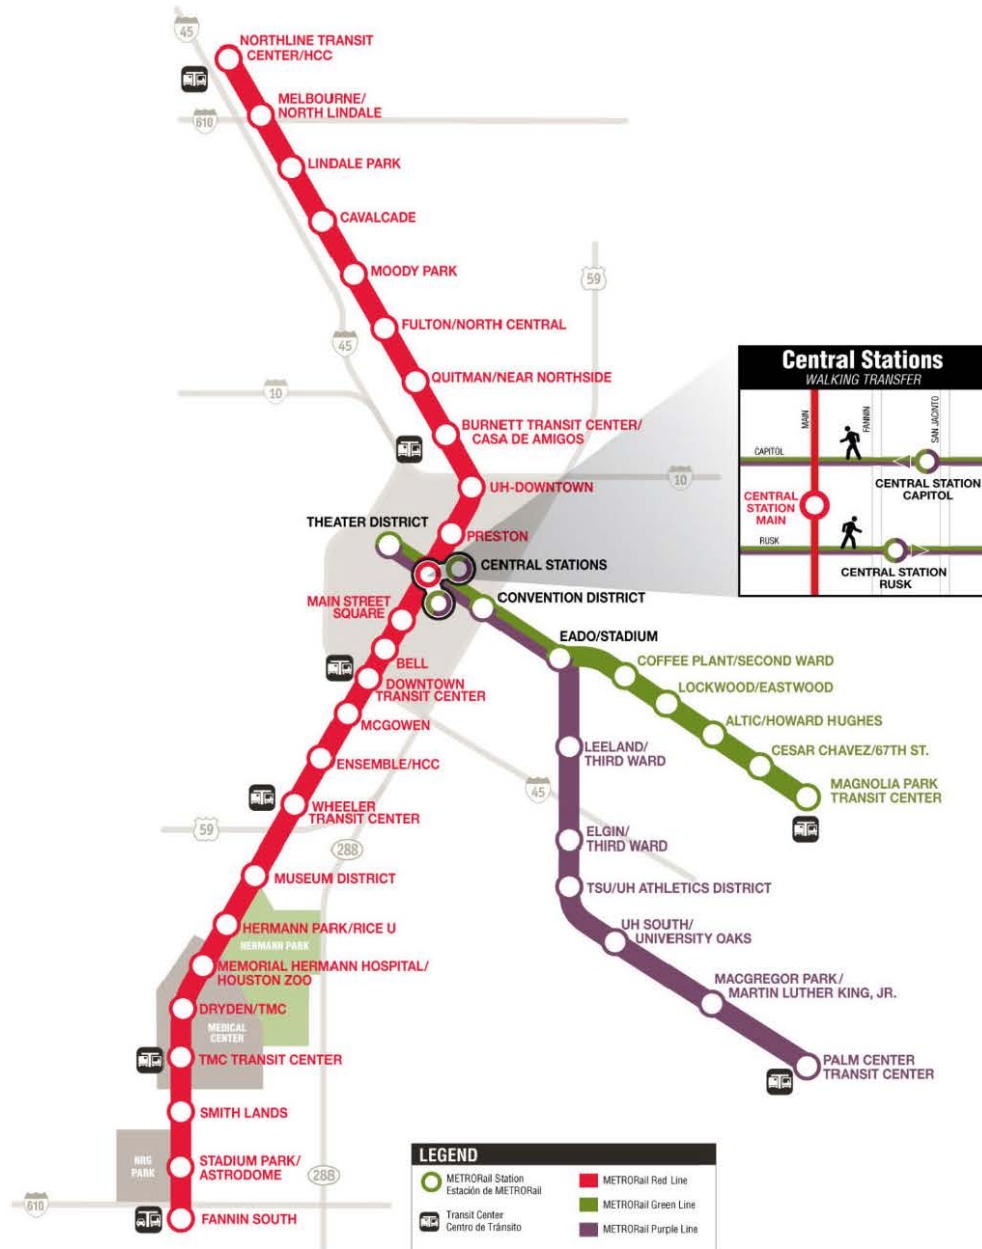 45
NORTHLINE TRANSIT
CENTER/HCC
MELBOURNE/
NORTH LINDALE
610
LINDALE PARK
CAVALCADE
MOODY PARK
59
FULTON/NORTH CENTRAL
45
QUITMAN/NEAR NORTHSIDE
10
BURNETT TRANSIT CENTER/
CASA DE AMIGOS
10
UH-DOWNTOWN
THEATER DISTRICT
PRESTON
CENTRAL STATIONS
CONVENTION DISTRICT
MAIN STREET
SQUARE
EADO/STADIUM
BELL
COFFEE PLANT/SECOND WARD
DOWNTOWN
TRANSIT CENTER
LOCKWOOD/EASTWOOD
MCGOWEN
ALTIC/HOWARD HUGHES
LEELAND/
THIRD WARD
ENSEMBLE/HCC
CESAR CHAVEZ/67TH ST.
MAGNOLIA PARK
TRANSIT CENTER
45
WHEELER
TRANSIT CENTER
59
288
ELGIN/
THIRD WARD
MUSEUM DISTRICT
TSU/UH ATHLETICS DISTRICT
HERMANN PARK/RICE U
HERMANN PARK
UH SOUTH/
UNIVERSITY OAKS
MEMORIAL HERMANN HOSPITAL/
HOUSTON ZOO
MACGREGOR PARK/
MARTIN LUTHER KING, JR.
DRYDEN/TMC
MEDICAL
CENTER
TMC TRANSIT CENTER
PALM CENTER
TRANSIT CENTER
SMITH LANDS
NRG
PARK
STADIUM PARK/
ASTRODOME
288
610
FANNIN SOUTH
Central Stations
WALKING TRANSFER
MAIN
FANNIN
SAN JACINTO
CAPITOL
CENTRAL STATION
CAPITOL
CENTRAL
STATION
MAIN
RUSK
CENTRAL STATION
RUSK
LEGEND
METRORail Station
Estación de METRORail
Transit Center
Centro de Tránsito
METRORail Red Line
METRORail Green Line
METRORail Purple Line